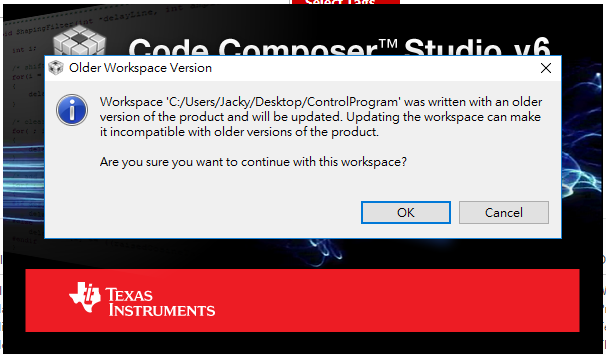 Select Tags
Code Composer™ Studio v6
Older Workspace Version
Workspace 'C:/Users/Jacky/Desktop/ControlProgram' was written with an older
version of the product and will be updated. Updating the workspace can make
it incompatible with older versions of the product.
Are you sure you want to continue with this workspace?
OK
Cancel
TEXAS
INSTRUMENTS